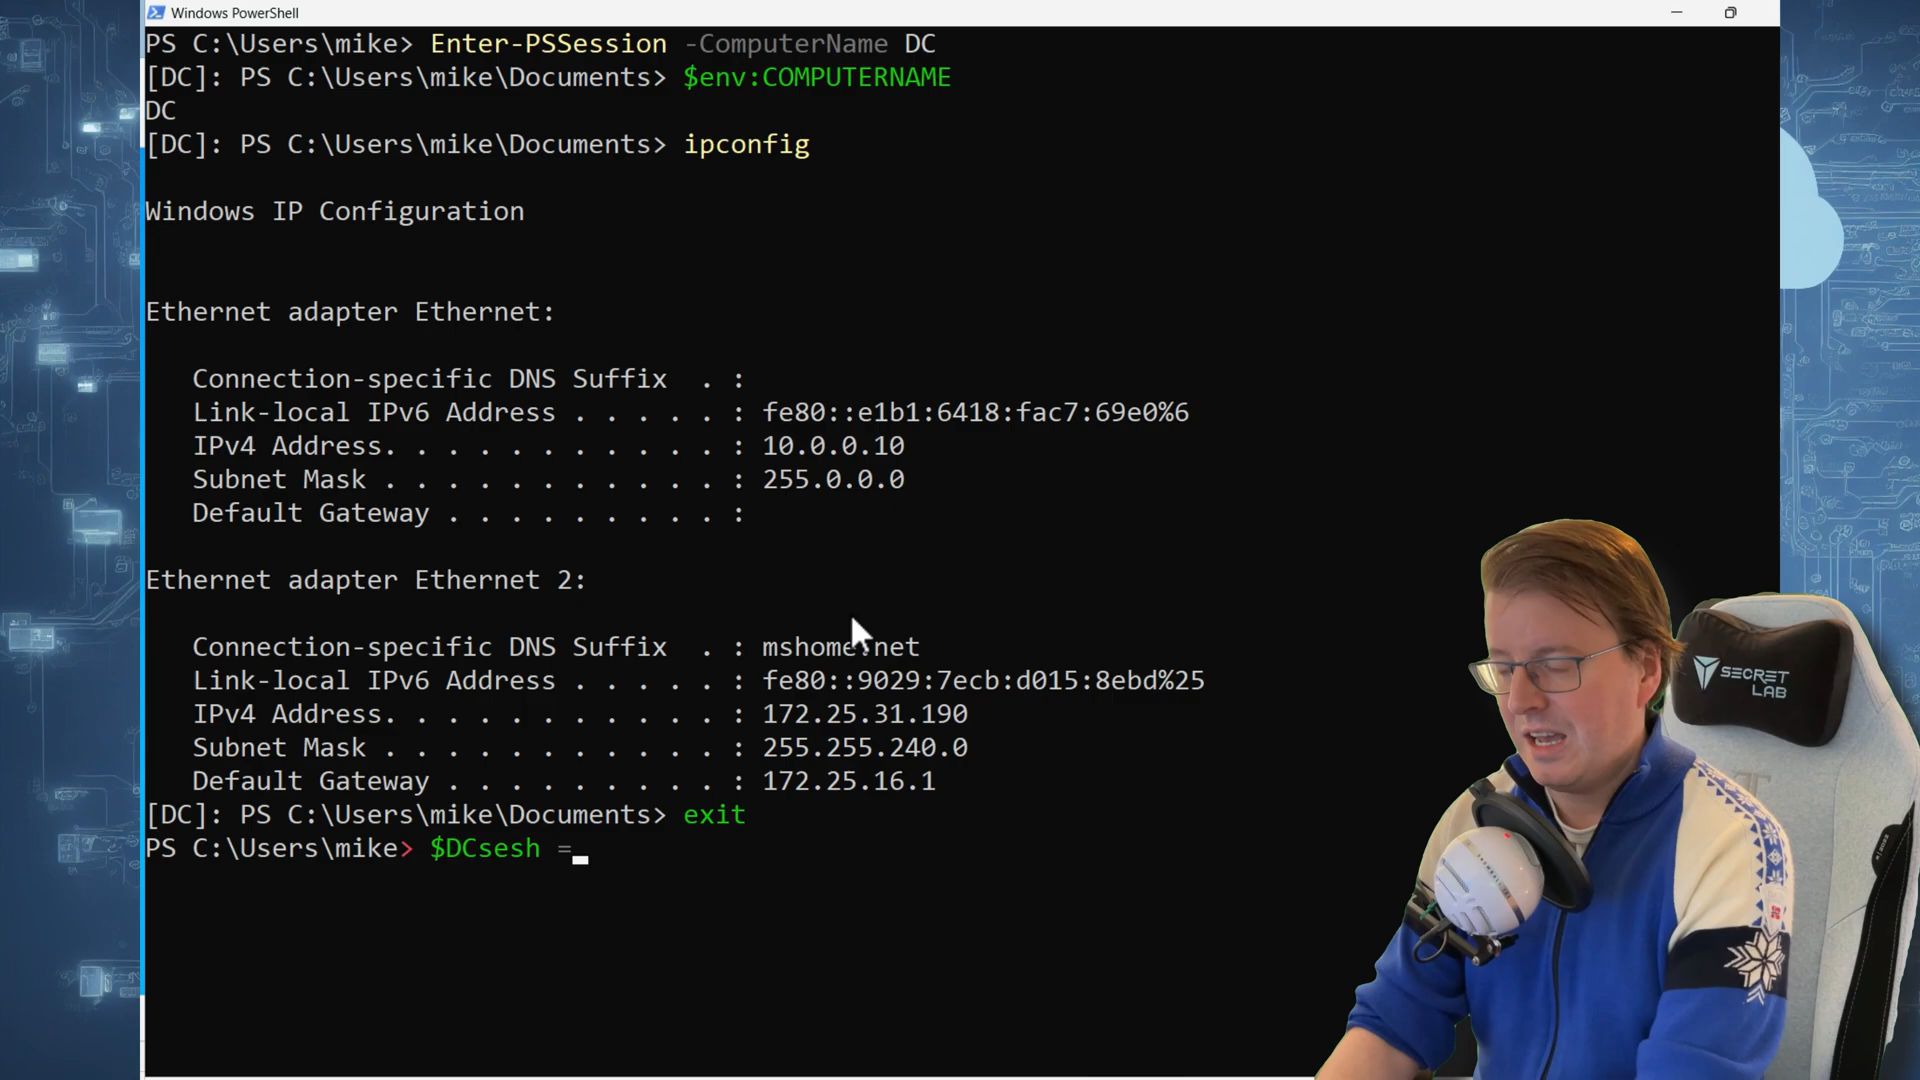 Windows PowerShell
PS C:\Users\mike> Enter-PSSession -ComputerName DC
[DC]: PS C:\Users\mike\Documents> $env:COMPUTERNAME
DC
[DC]: PS C:\Users\mike\Documents> ipconfig
Windows IP Configuration
Ethernet adapter Ethernet:
Connection-specific DNS Suffix  . :
Link-local IPv6 Address . . . . . : fe80::e1b1:6418:fac7:69e0%6
IPv4 Address. . . . . . . . . . . : 10.0.0.10
Subnet Mask . . . . . . . . . . . : 255.0.0.0
Default Gateway . . . . . . . . . :
Ethernet adapter Ethernet 2:
Connection-specific DNS Suffix  . : mshome.net
Link-local IPv6 Address . . . . . : fe80::9029:7ecb:d015:8ebd%25
IPv4 Address. . . . . . . . . . . : 172.25.31.190
Subnet Mask . . . . . . . . . . . : 255.255.240.0
Default Gateway . . . . . . . . . : 172.25.16.1
[DC]: PS C:\Users\mike\Documents> exit
PS C:\Users\mike> $DCsesh =
SECRET
LAB